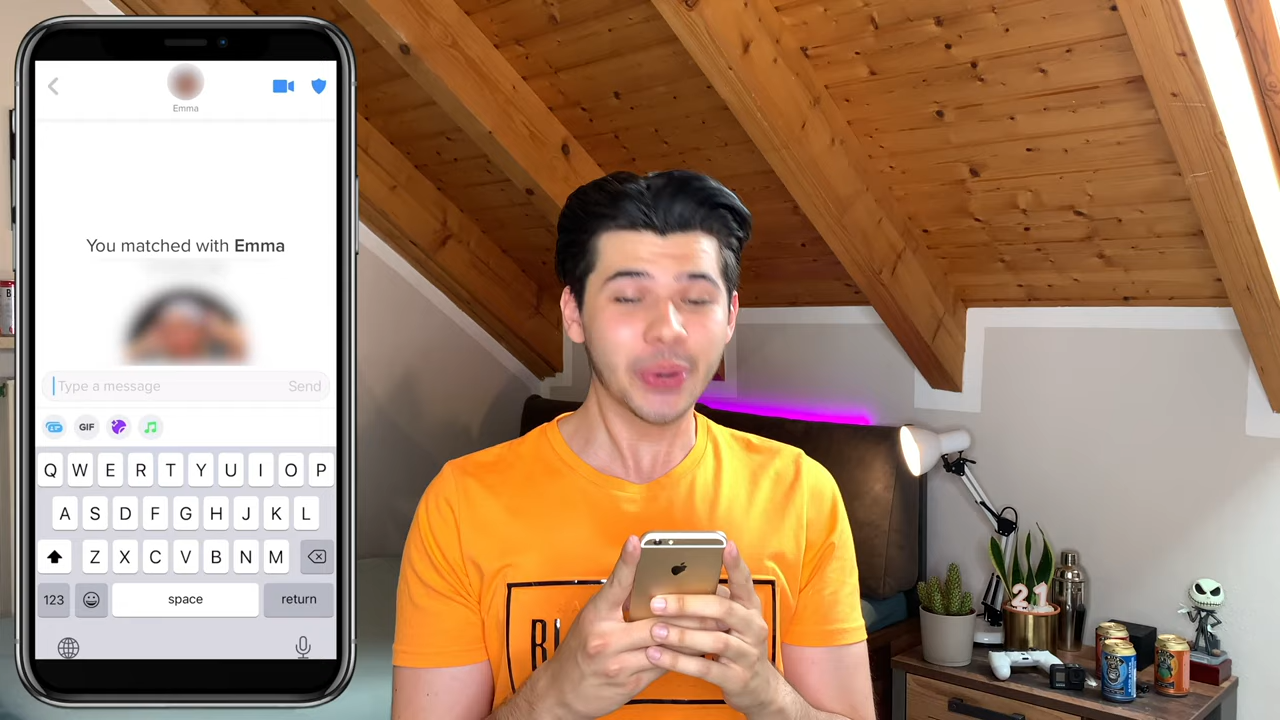 Emma
You matched with Emma
Type a message
Send
GIF
Q W E R T Y U I O P
A S D F G H J K L
Z X C V B N M
123
space
return
21